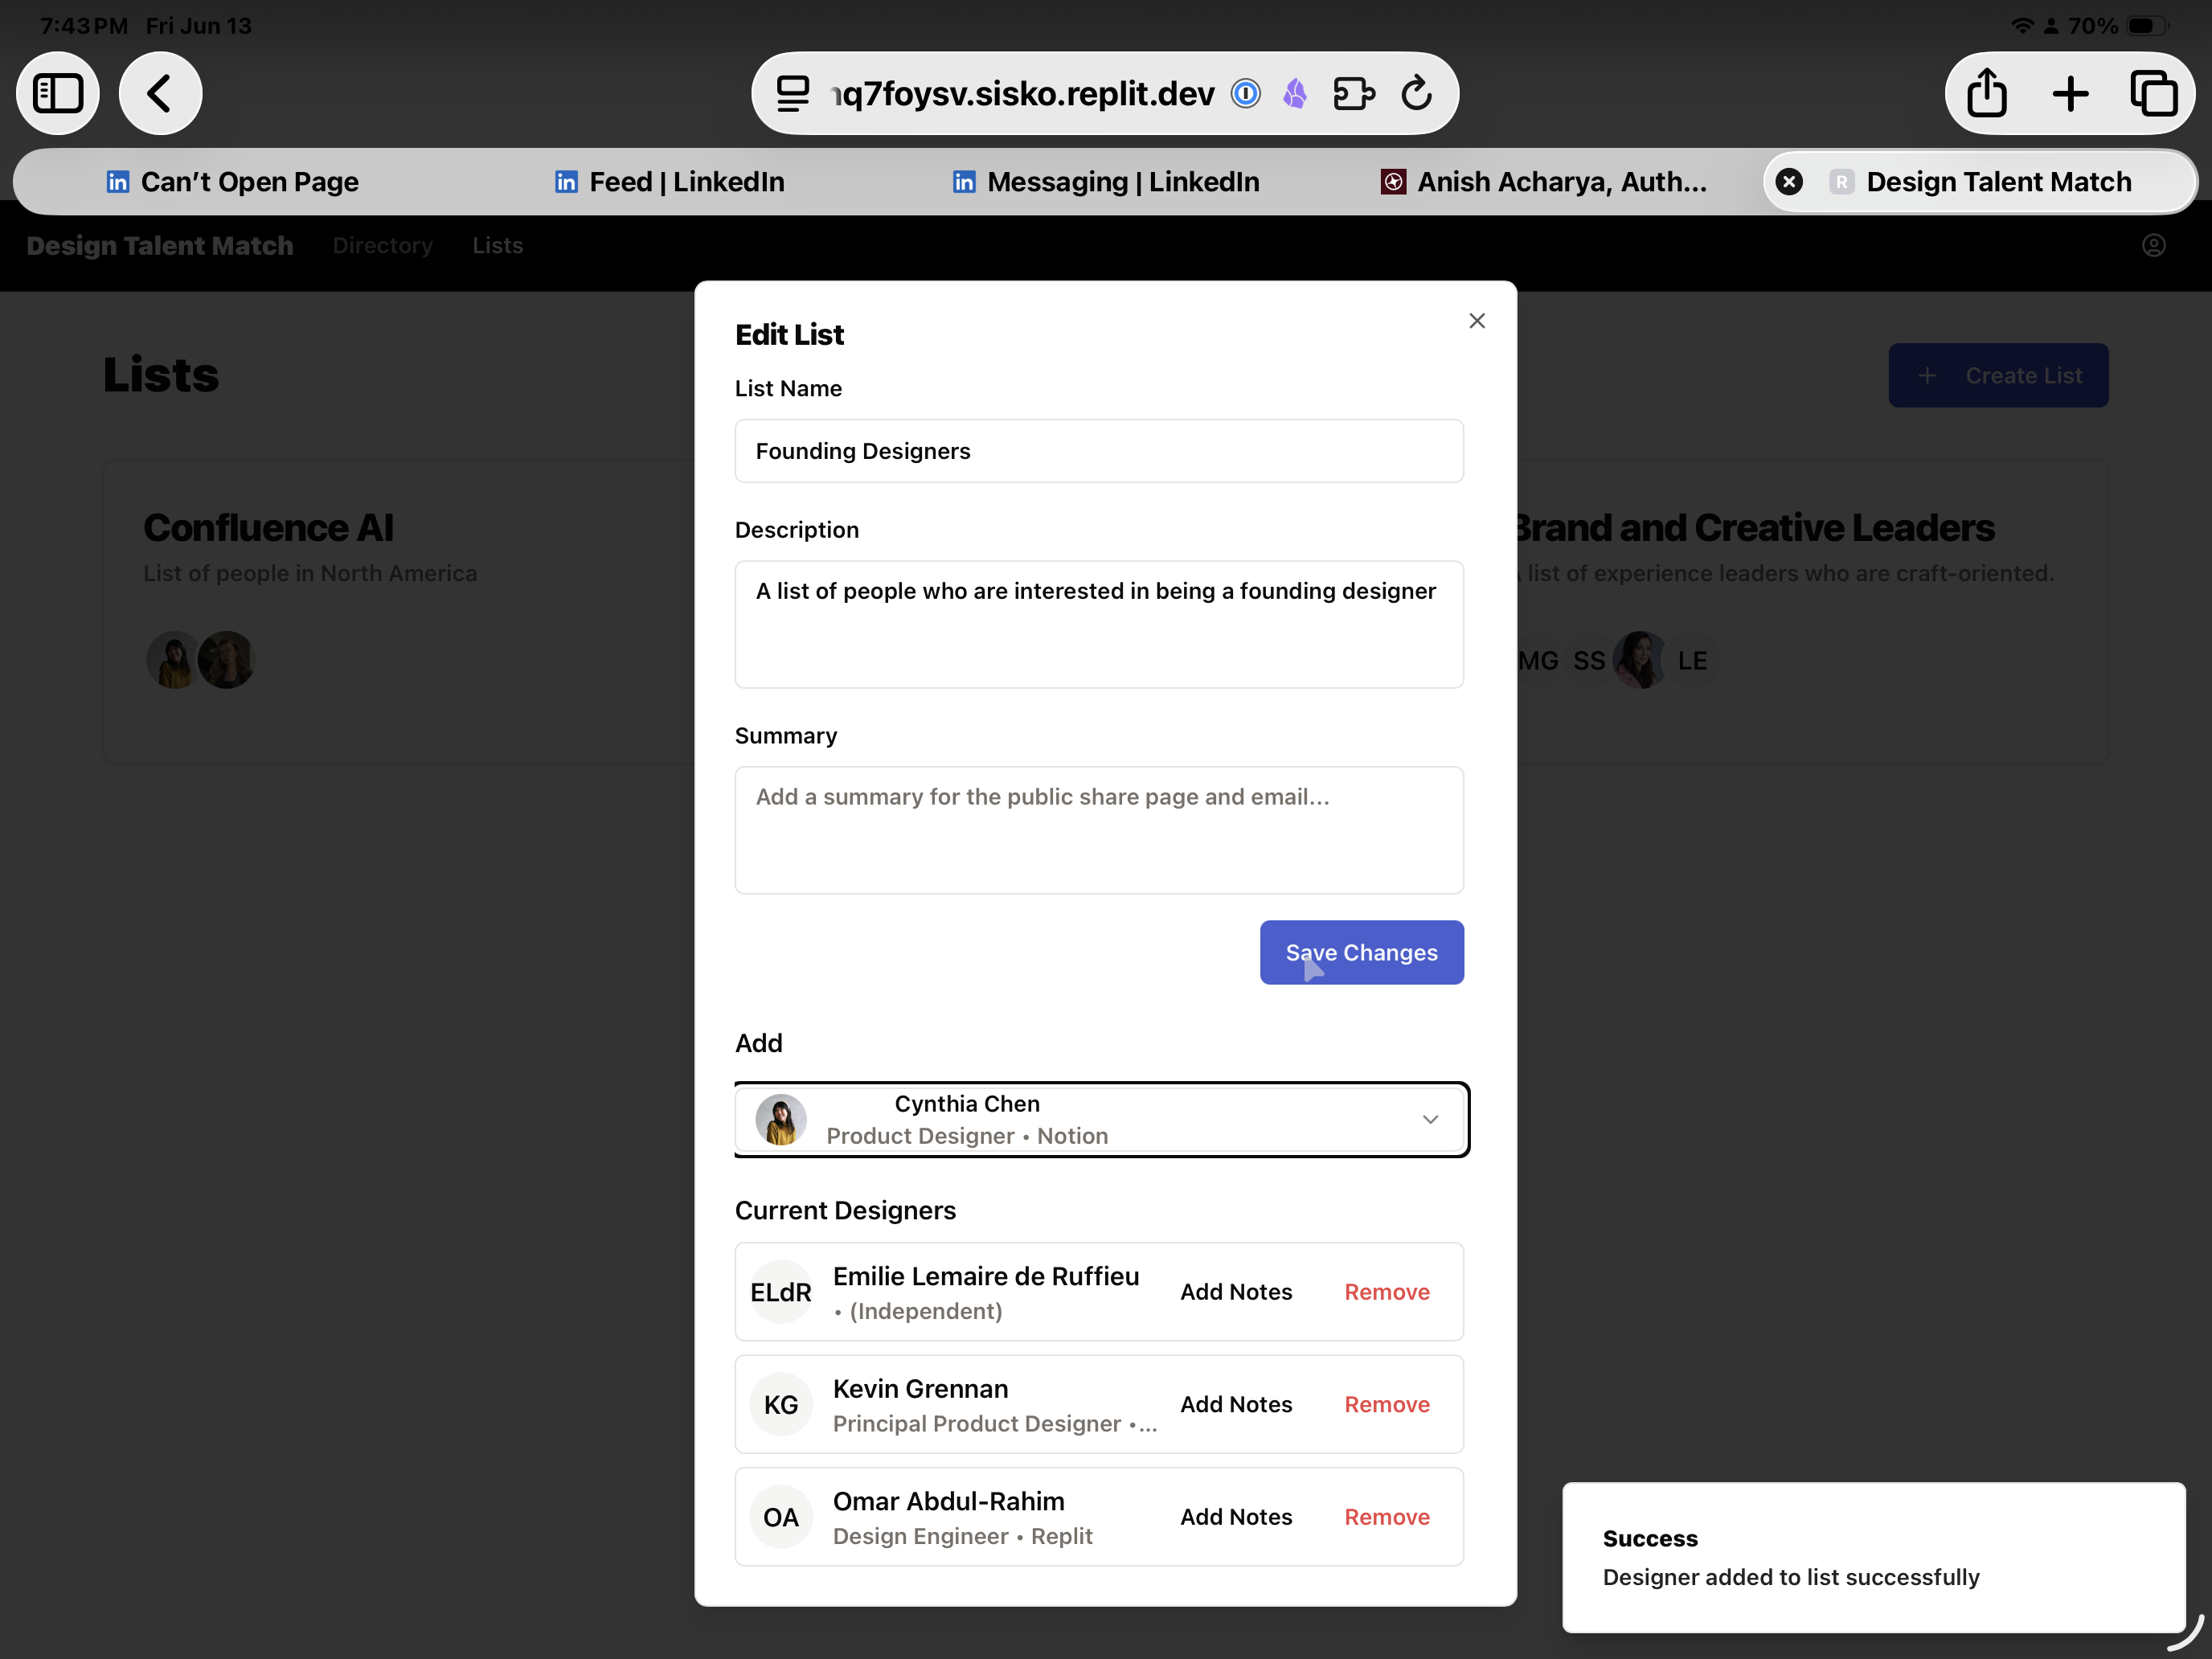 7:43 PM Fri Jun 13
70%
nq7foysv.sisko.replit.dev
Can't Open Page
Feed | LinkedIn
Messaging | LinkedIn
Anish Acharya, Auth...
R Design Talent Match
Design Talent Match Directory Lists
Lists
+ Create List
Confluence AI
List of people in North America
Brand and Creative Leaders
list of experience leaders who are craft-oriented.
MG SS LE
Edit List
List Name
Founding Designers
Description
A list of people who are interested in being a founding designer
Summary
Add a summary for the public share page and email...
Save Changes
Add
Cynthia Chen
Product Designer • Notion
Current Designers
ELdR
Emilie Lemaire de Ruffieu
• (Independent)
Add Notes
Remove
KG
Kevin Grennan
Principal Product Designer •...
Add Notes
Remove
OA
Omar Abdul-Rahim
Design Engineer • Replit
Add Notes
Remove
Success
Designer added to list successfully